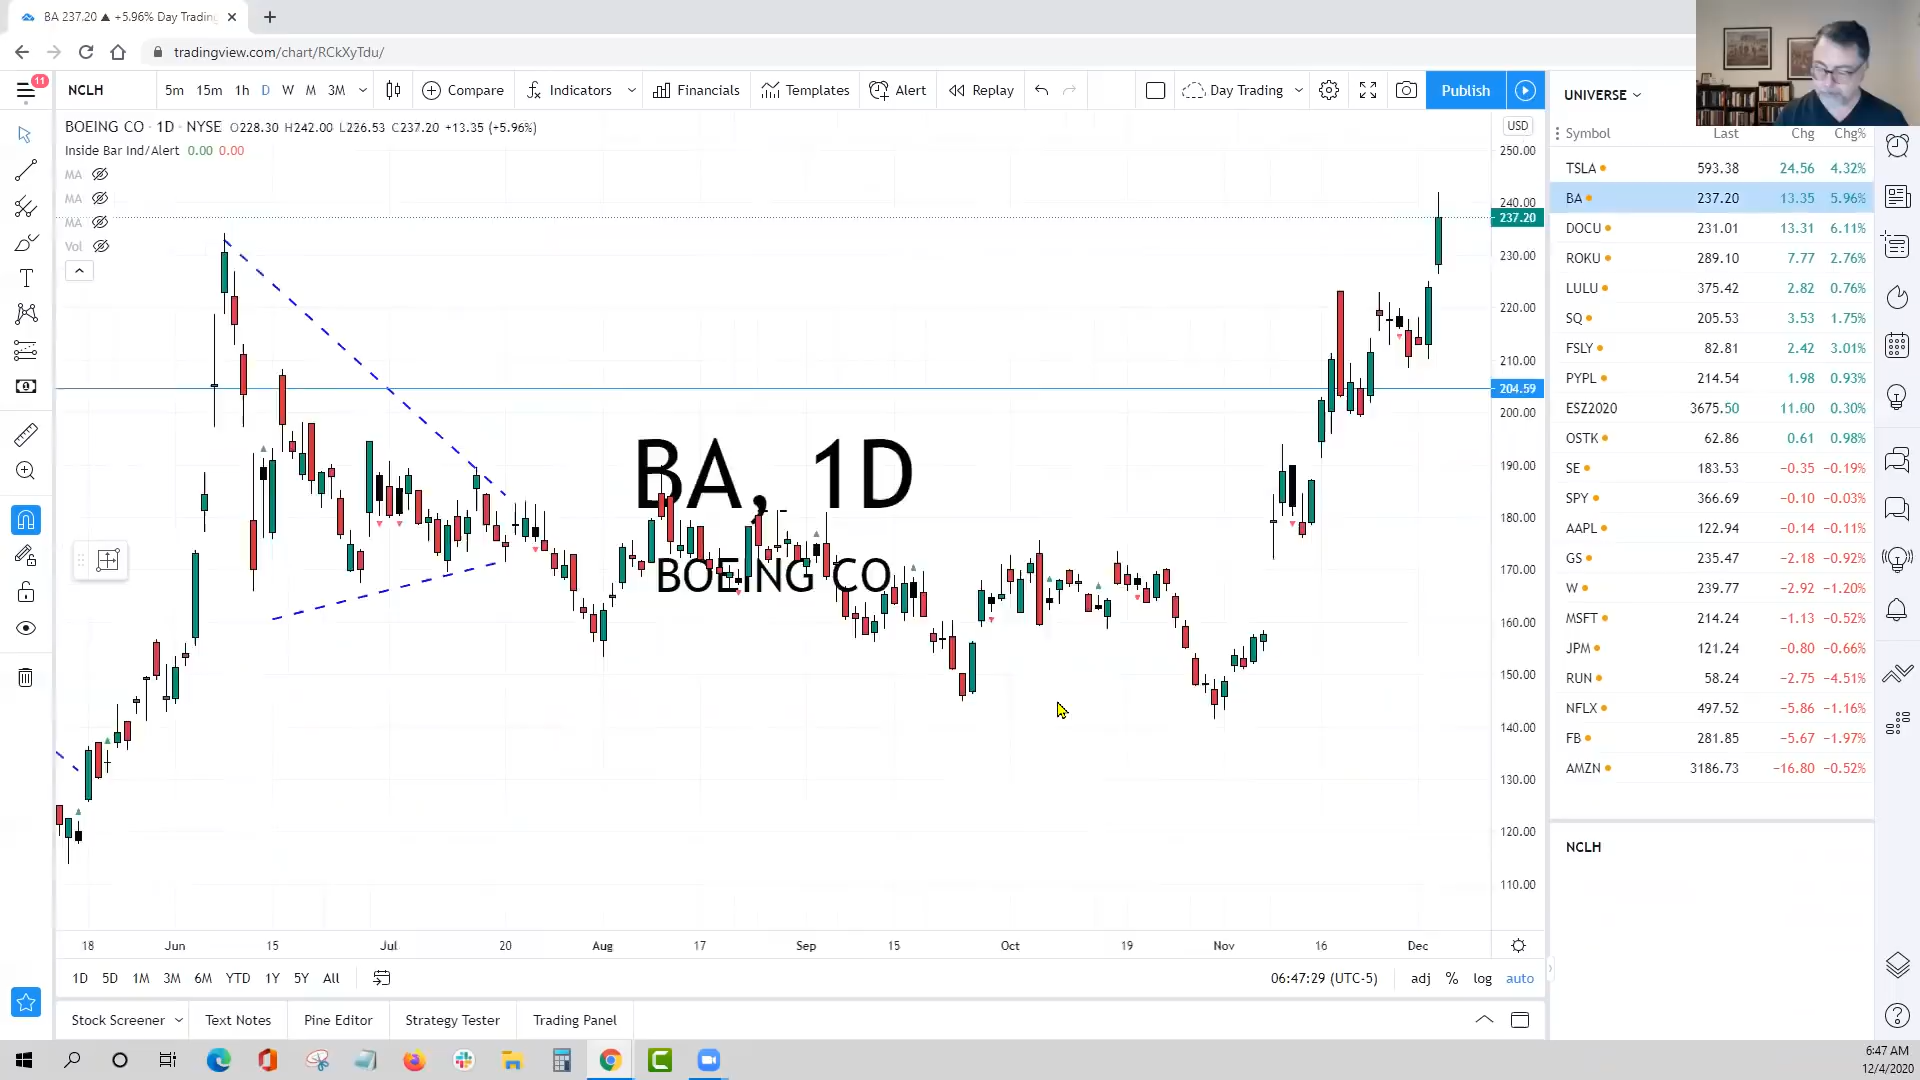 BA 237.20 ▲ +5.96% Day Trading
tradingview.com/chart/RCkXyTdu/
11
NCLH 5m 15m 1h D W M 3M Compare Indicators Financials Templates Alert Replay Day Trading Publish
BOEING CO · 1D · NYSE O228.30 H242.00 L226.53 C237.20 +13.35 (+5.96%)
Inside Bar Ind/Alert 0.00 0.00
MA
MA
MA
Vol
USD
250.00
240.00
237.20
230.00
220.00
210.00
204.59
200.00
190.00
180.00
170.00
160.00
150.00
140.00
130.00
120.00
110.00
BA, 1D
BOEING CO
18 Jun 15 Jul 20 Aug 17 Sep 15 Oct 19 Nov 16 Dec
1D 5D 1M 3M 6M YTD 1Y 5Y All 06:47:29 (UTC-5) adj % log auto
Stock Screener Text Notes Pine Editor Strategy Tester Trading Panel
UNIVERSE
Symbol Last Chg Chg%
TSLA 593.38 24.56 4.32%
BA 237.20 13.35 5.96%
DOCU 231.01 13.31 6.11%
ROKU 289.10 7.77 2.76%
LULU 375.42 2.82 0.76%
SQ 205.53 3.53 1.75%
FSLY 82.81 2.42 3.01%
PYPL 214.54 1.98 0.93%
ESZ2020 3675.50 11.00 0.30%
OSTK 62.86 0.61 0.98%
SE 183.53 −0.35 −0.19%
SPY 366.69 −0.10 −0.03%
AAPL 122.94 −0.14 −0.11%
GS 235.47 −2.18 −0.92%
W 239.77 −2.92 −1.20%
MSFT 214.24 −1.13 −0.52%
JPM 121.24 −0.80 −0.66%
RUN 58.24 −2.75 −4.51%
NFLX 497.52 −5.86 −1.16%
FB 281.85 −5.67 −1.97%
AMZN 3186.73 −16.80 −0.52%
NCLH
6:47 AM
12/4/2020